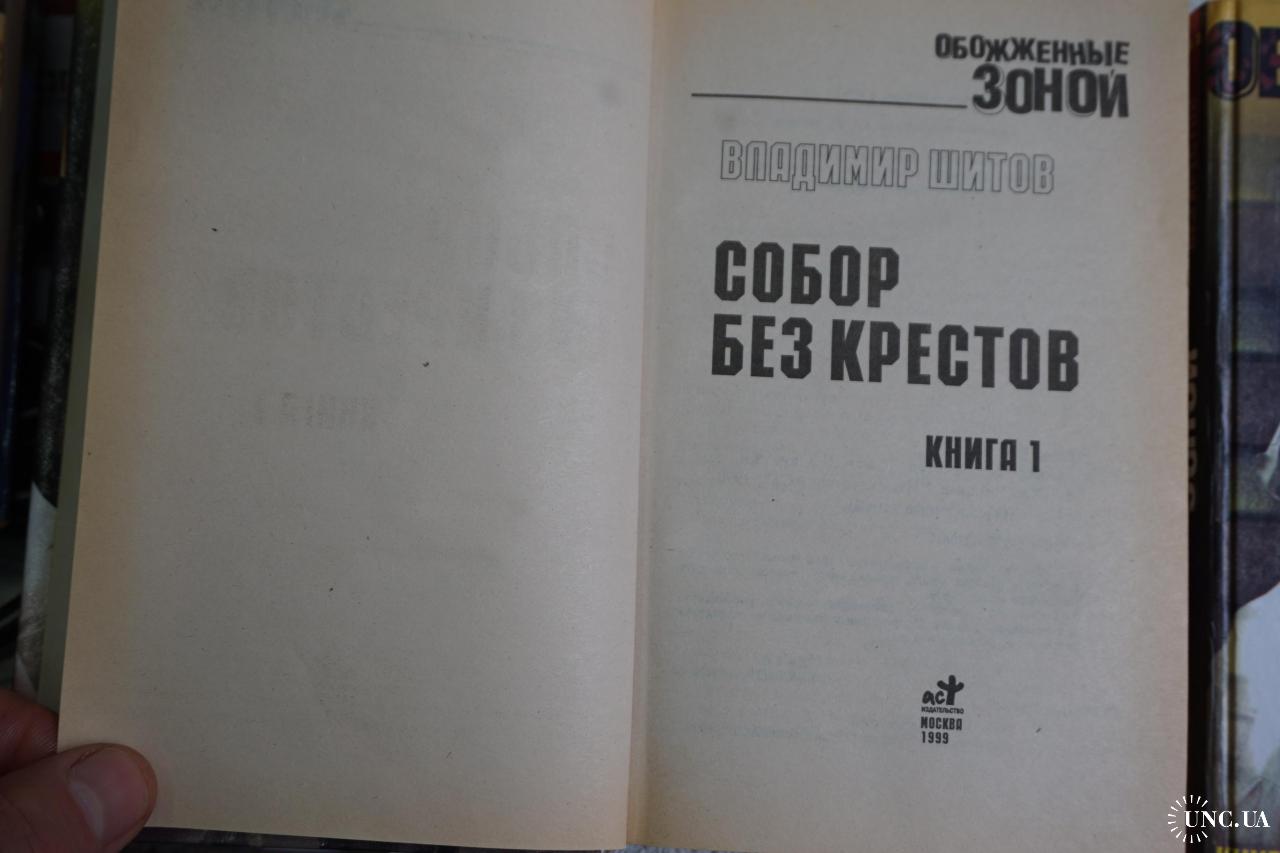 ОБОЖЖЕННЫЕ
ЗОНОЙ
ВЛАДИМИР ШИТОВ
СОБОР
БЕЗ КРЕСТОВ
КНИГА 1
аст
ИЗДАТЕЛЬСТВО
МОСКВА
1999
UNC.UA